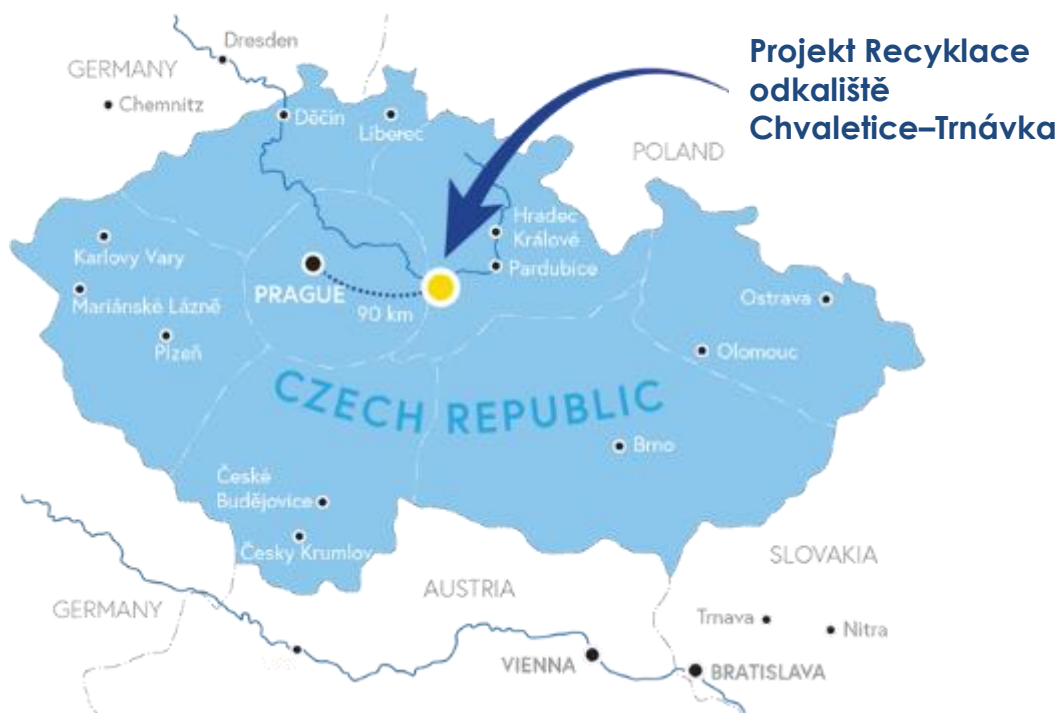 Dresden
GERMANY
Chemnitz
Děčín
Liberec
Projekt Recyklace
odkaliště
Chvaletice–Trnávka
POLAND
Hradec
Králové
Pardubice
Karlovy Vary
Mariánské Lázně
Plzeň
PRAGUE
90 km
Ostrava
Olomouc
CZECH REPUBLIC
Brno
České
Budějovice
Česky Krumlov
SLOVAKIA
AUSTRIA
GERMANY
Trnava
Nitra
VIENNA
BRATISLAVA